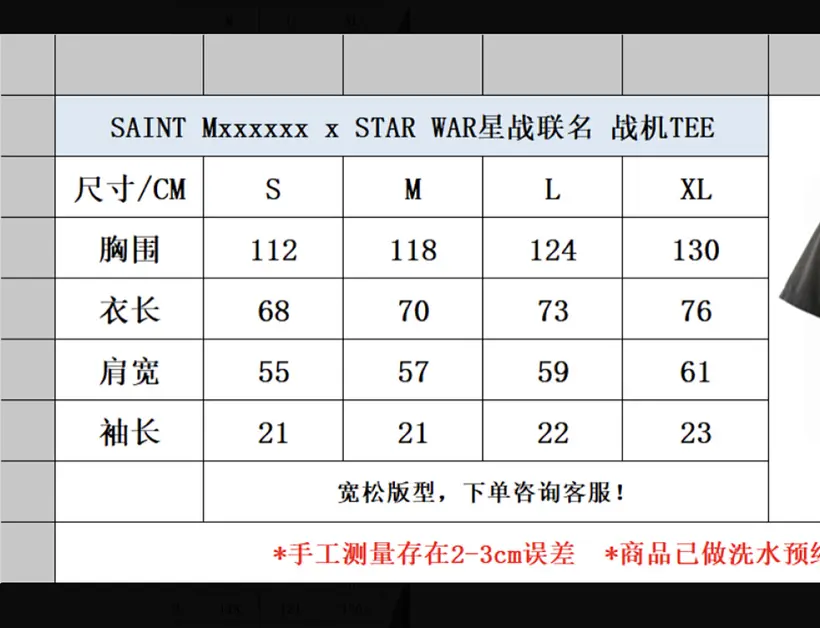 SAINT Mxxxxxx x STAR WAR星战联名 战机TEE
尺寸/CM S M L XL
胸围 112 118 124 130
衣长 68 70 73 76
肩宽 55 57 59 61
袖长 21 21 22 23
宽松版型，下单咨询客服！
*手工测量存在2-3cm误差 *商品已做洗水预